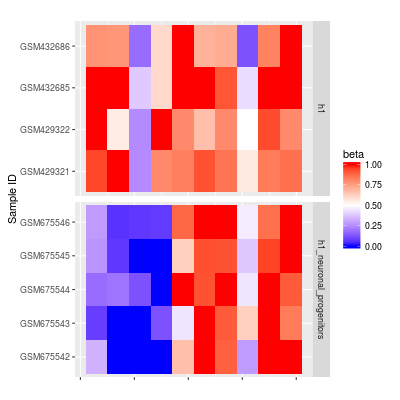 Sample ID
GSM432686
GSM432685
GSM429322
GSM429321
h1
GSM675546
GSM675545
GSM675544
GSM675543
GSM675542
h1_neuronal_progenitors
beta
1.00
0.75
0.50
0.25
0.00